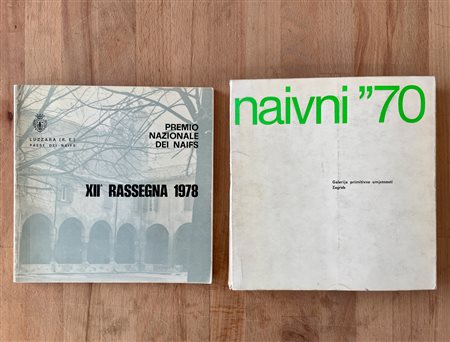 LUZZARA (R. E.)
PAESE DEI NAIFS
PREMIO
NAZIONALE
DEI NAIFS
XII° RASSEGNA 1978
naivni ”70
Galerija primitivne umjetnosti
Zagreb